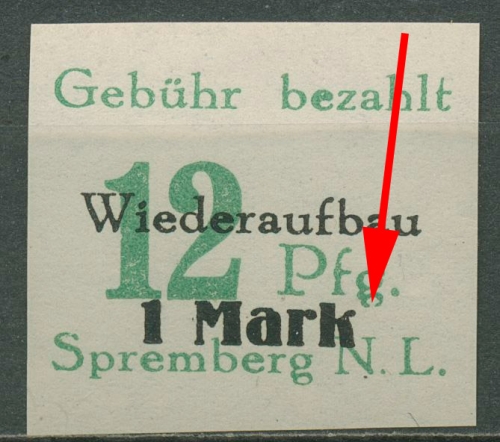 Gebühr bezahlt
12
Wiederaufbau
Pfg.
1 Mark
Spremberg N. L.